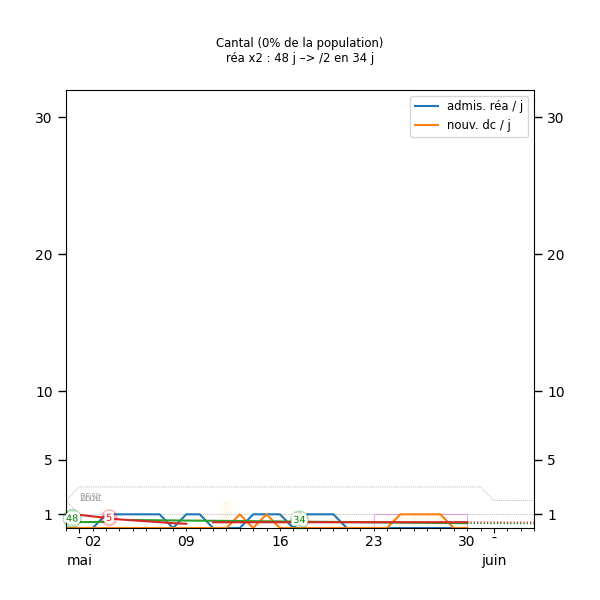 Cantal (0% de la population)
réa x2 : 48 j –> /2 en 34 j
admis. réa / j
nouv. dc / j
30 30
20 20
10 10
5 5
1 1
48 5 34
- 02 09 16 23 30 -
mai juin